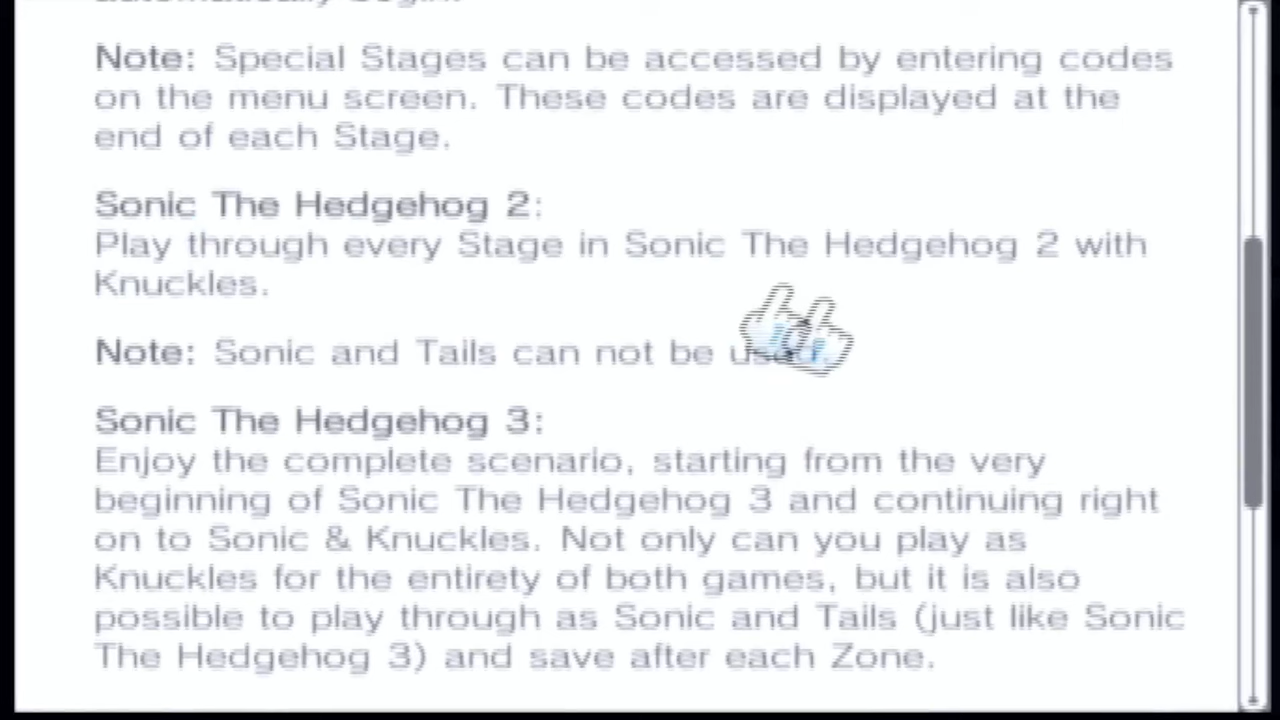 automatically begin.
Note: Special Stages can be accessed by entering codes
on the menu screen. These codes are displayed at the
end of each Stage.
Sonic The Hedgehog 2:
Play through every Stage in Sonic The Hedgehog 2 with
Knuckles.
Note: Sonic and Tails can not be used.
Sonic The Hedgehog 3:
Enjoy the complete scenario, starting from the very
beginning of Sonic The Hedgehog 3 and continuing right
on to Sonic & Knuckles. Not only can you play as
Knuckles for the entirety of both games, but it is also
possible to play through as Sonic and Tails (just like Sonic
The Hedgehog 3) and save after each Zone.